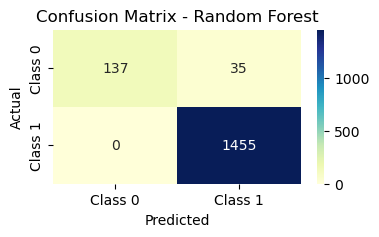 Confusion Matrix - Random Forest
Actual
Class 0
137
35
Class 1
0
1455
Class 0
Class 1
Predicted
1000
500
0